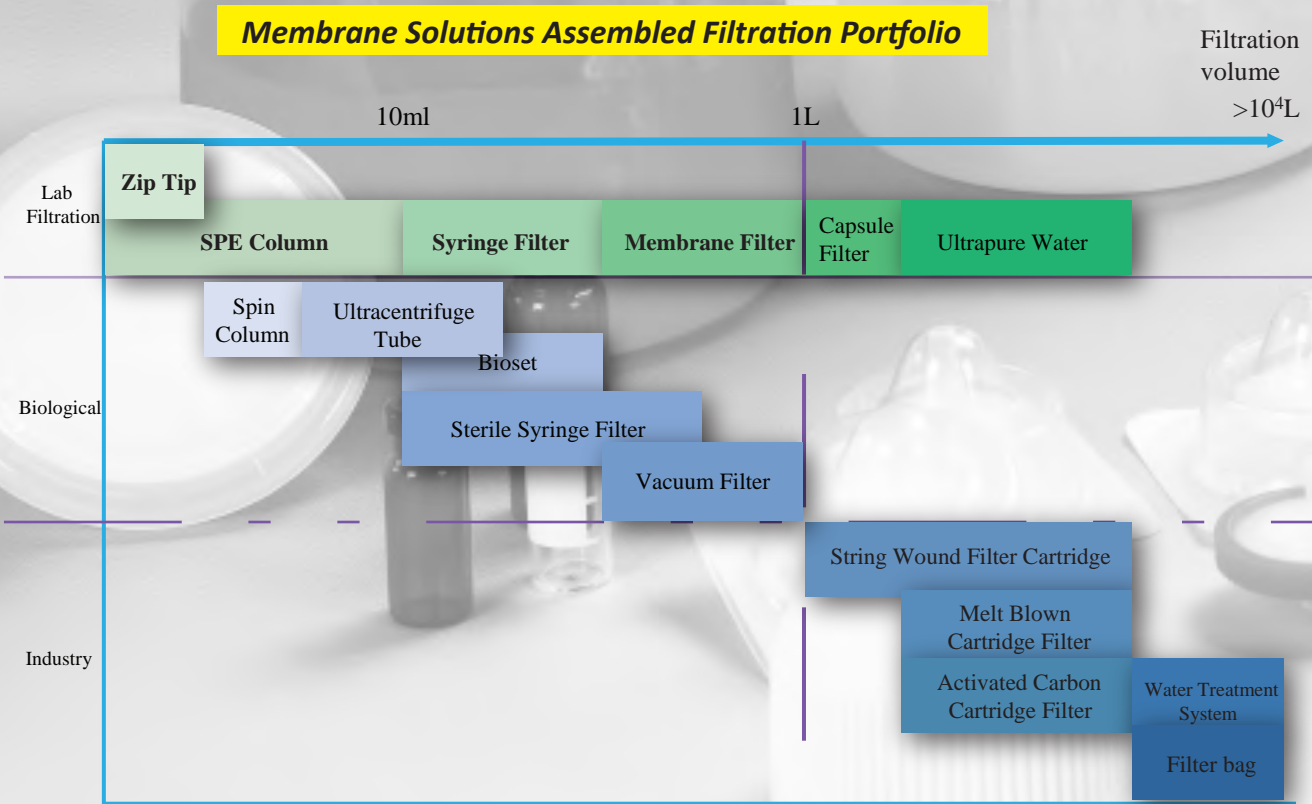 Membrane Solutions Assembled Filtration Portfolio
Filtration
volume
>10⁴L
10ml
1L
Lab
Filtration
Zip Tip
SPE Column
Syringe Filter
Membrane Filter
Capsule
Filter
Ultrapure Water
Biological
Spin
Column
Ultracentrifuge
Tube
Bioset
Sterile Syringe Filter
Vacuum Filter
Industry
String Wound Filter Cartridge
Melt Blown
Cartridge Filter
Activated Carbon
Cartridge Filter
Water Treatment
System
Filter bag